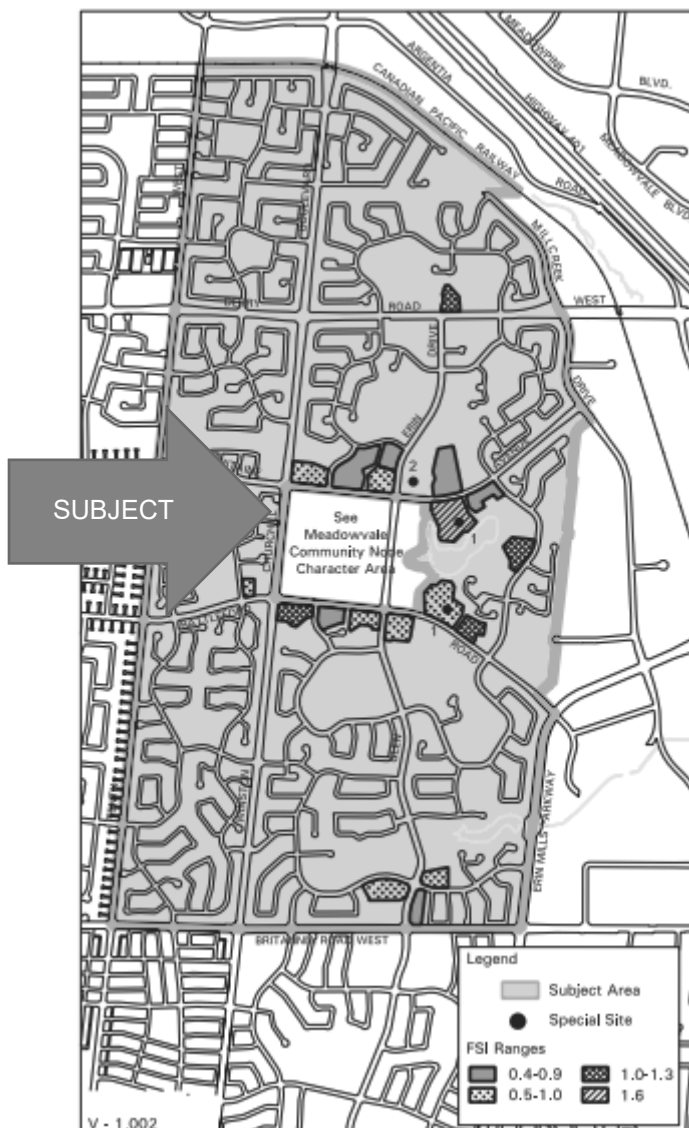 MEADOWPINE
BLVD.
ARGENTIA
CANADIAN PACIFIC RAILWAY
HIGHWAY 401
MEADOWVALE BLVD
ROAD
MILLCREEK
DRIVE
WEST
ROAD
DRIVE
ERIN
2
SUBJECT
See
Meadowvale
Community Node
Character Area
1
1
ROAD
ERIN MILLS PARKWAY
BRITANNIA ROAD WEST
Legend
Subject Area
Special Site
FSI Ranges
0.4-0.9
1.0-1.3
0.5-1.0
1.6
V - 1.002